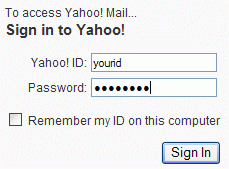 To access Yahoo! Mail...
Sign in to Yahoo!
Yahoo! ID: yourid
Password: ●●●●●●●●
Remember my ID on this computer
Sign In